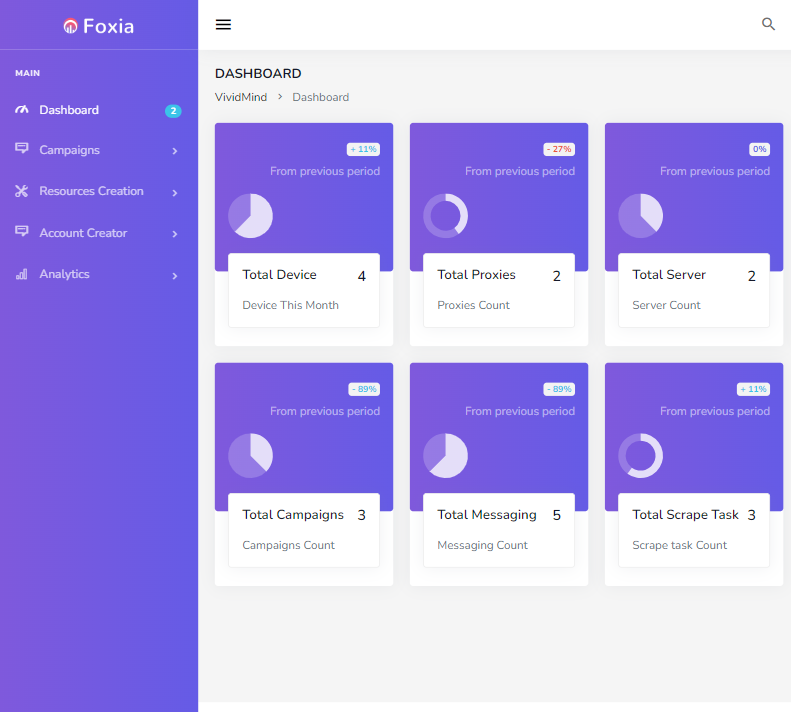 Foxia
MAIN
Dashboard 2
Campaigns
Resources Creation
Account Creator
Analytics
DASHBOARD
VividMind > Dashboard
+ 11%
From previous period
Total Device 4
Device This Month
- 27%
From previous period
Total Proxies 2
Proxies Count
0%
From previous period
Total Server 2
Server Count
- 89%
From previous period
Total Campaigns 3
Campaigns Count
- 89%
From previous period
Total Messaging 5
Messaging Count
+ 11%
From previous period
Total Scrape Task 3
Scrape task Count